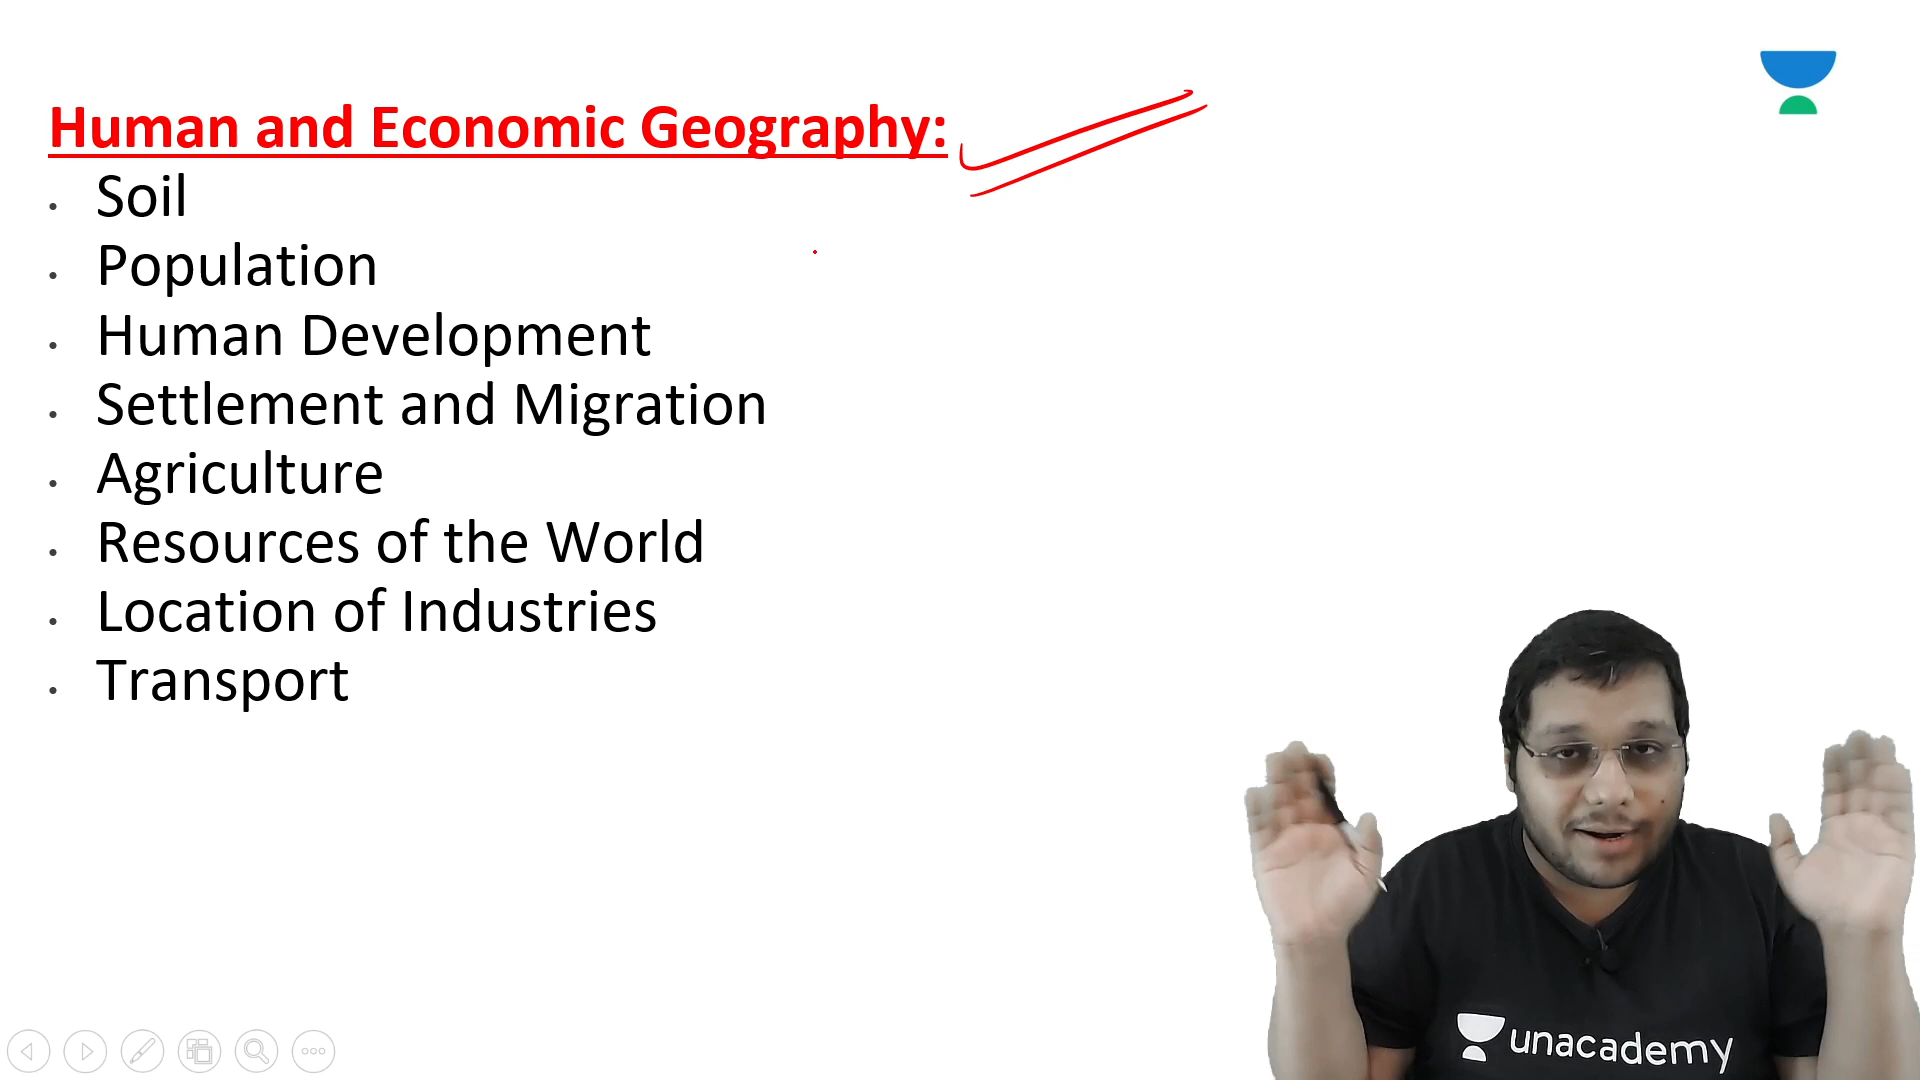 Human and Economic Geography:
• Soil
• Population
• Human Development
• Settlement and Migration
• Agriculture
• Resources of the World
• Location of Industries
• Transport
unacademy